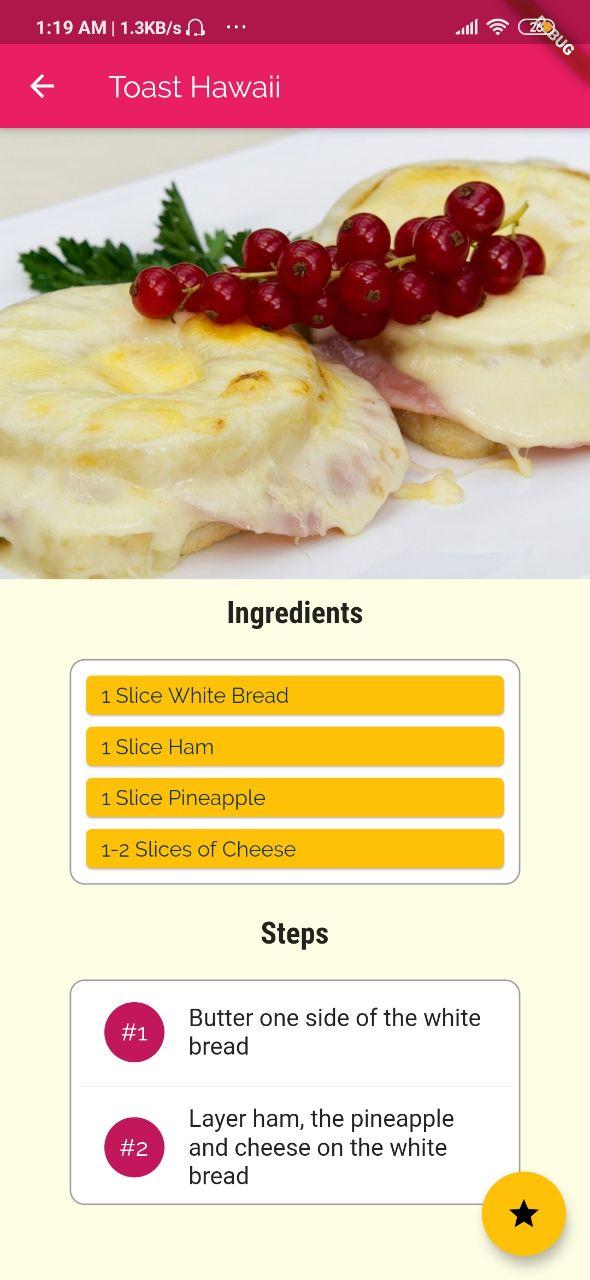 1:19 AM | 1.3KB/s
Toast Hawaii
Ingredients
1 Slice White Bread
1 Slice Ham
1 Slice Pineapple
1-2 Slices of Cheese
Steps
#1
Butter one side of the white
bread
#2
Layer ham, the pineapple
and cheese on the white
bread